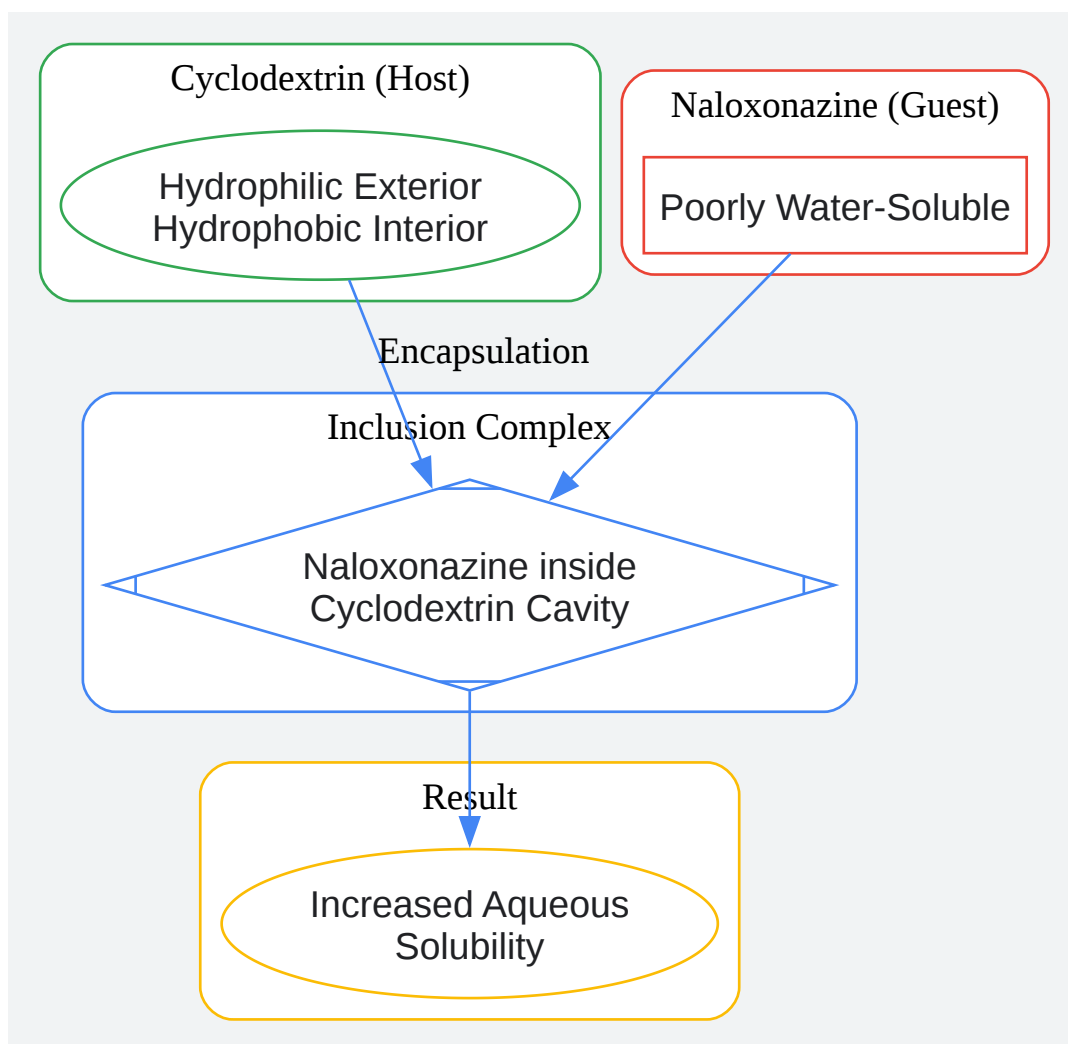 Cyclodextrin (Host)
Hydrophilic Exterior
Hydrophobic Interior
Naloxonazine (Guest)
Poorly Water-Soluble
Encapsulation
Inclusion Complex
Naloxonazine inside
Cyclodextrin Cavity
Result
Increased Aqueous
Solubility